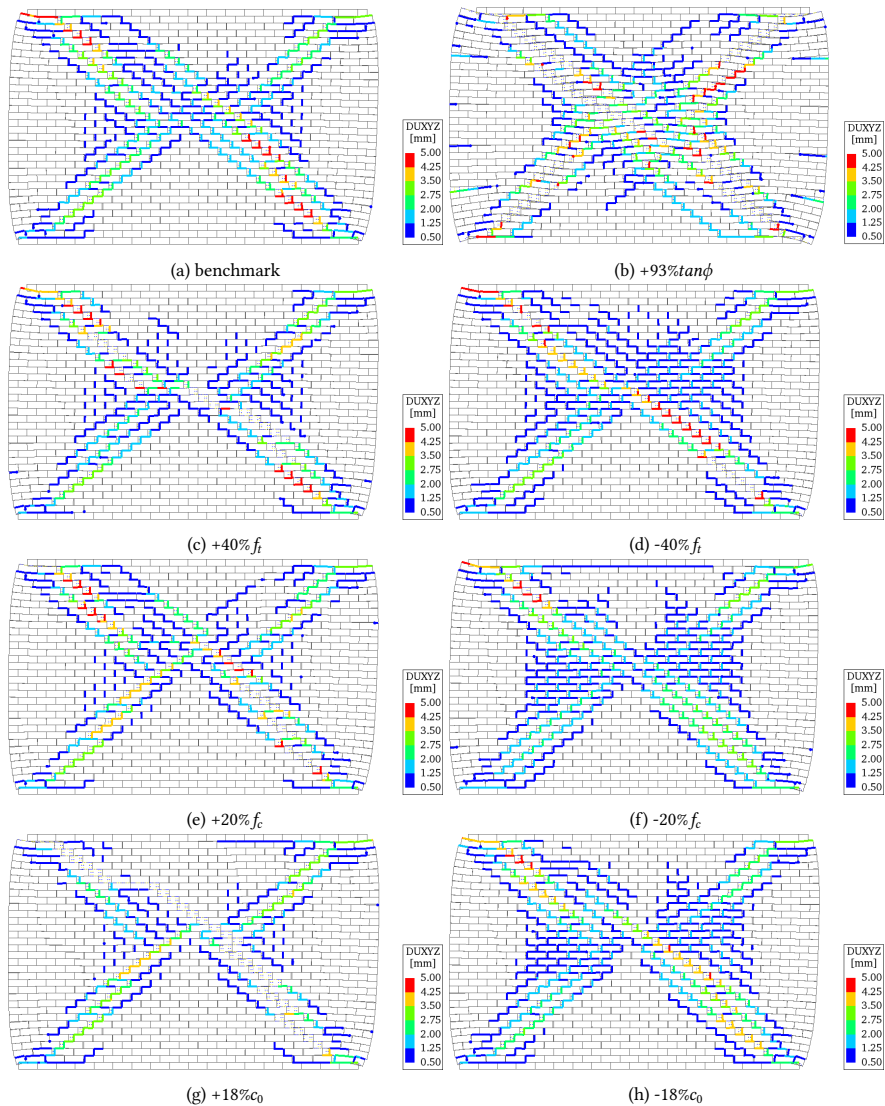 DUXYZ
[mm]
5.00
4.25
3.50
2.75
2.00
1.25
0.50
(a) benchmark
DUXYZ
[mm]
5.00
4.25
3.50
2.75
2.00
1.25
0.50
(b) +93%tanϕ
DUXYZ
[mm]
5.00
4.25
3.50
2.75
2.00
1.25
0.50
(c) +40%fₜ
DUXYZ
[mm]
5.00
4.25
3.50
2.75
2.00
1.25
0.50
(d) -40%fₜ
DUXYZ
[mm]
5.00
4.25
3.50
2.75
2.00
1.25
0.50
(e) +20%f_c
DUXYZ
[mm]
5.00
4.25
3.50
2.75
2.00
1.25
0.50
(f) -20%f_c
DUXYZ
[mm]
5.00
4.25
3.50
2.75
2.00
1.25
0.50
(g) +18%c₀
DUXYZ
[mm]
5.00
4.25
3.50
2.75
2.00
1.25
0.50
(h) -18%c₀